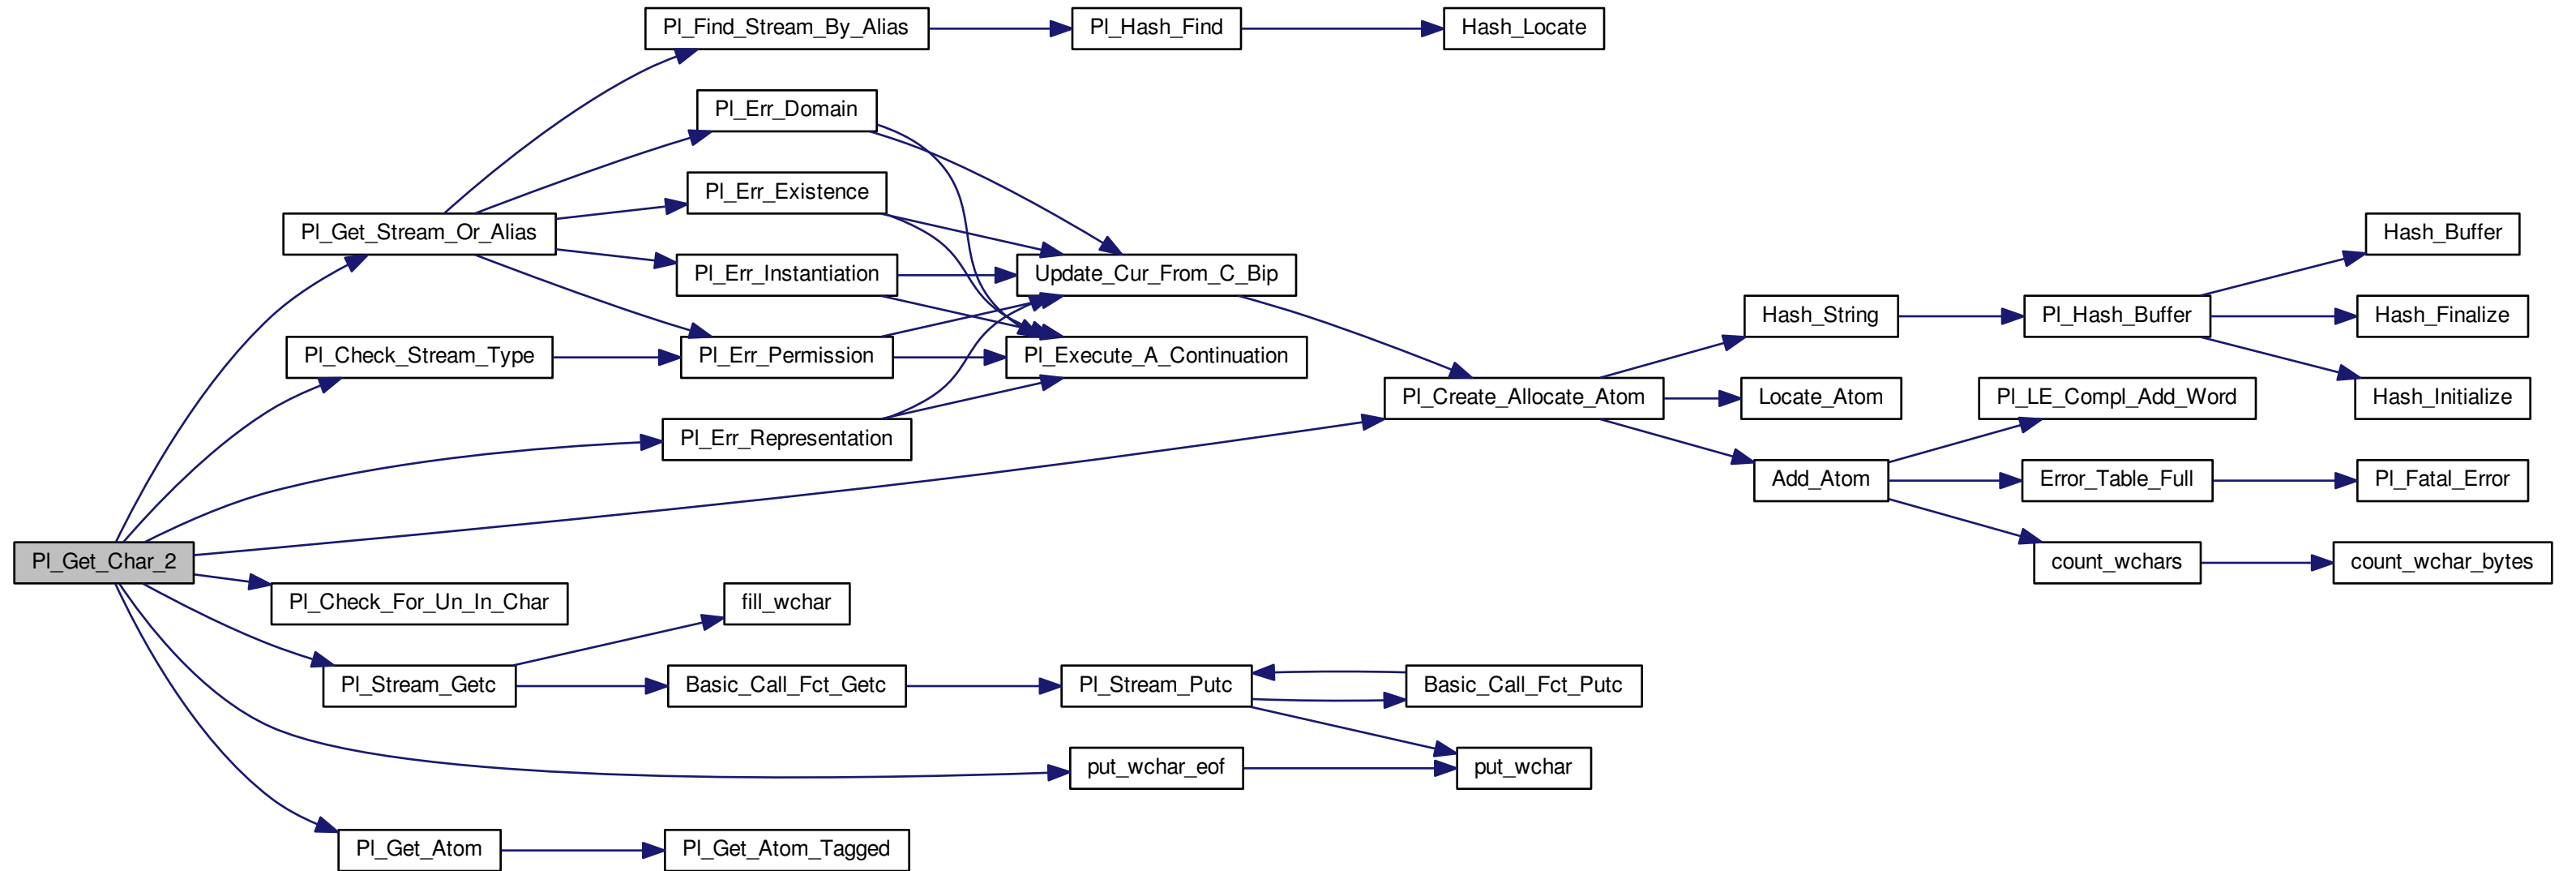 Pl_Find_Stream_By_Alias
Pl_Hash_Find
Hash_Locate
Pl_Err_Domain
Pl_Err_Existence
Pl_Get_Stream_Or_Alias
Hash_Buffer
Pl_Err_Instantiation
Update_Cur_From_C_Bip
Hash_String
Pl_Hash_Buffer
Hash_Finalize
Pl_Check_Stream_Type
Pl_Err_Permission
Pl_Execute_A_Continuation
Pl_Create_Allocate_Atom
Locate_Atom
Pl_LE_Compl_Add_Word
Hash_Initialize
Pl_Err_Representation
Add_Atom
Error_Table_Full
Pl_Fatal_Error
Pl_Get_Char_2
count_wchars
count_wchar_bytes
Pl_Check_For_Un_In_Char
fill_wchar
Pl_Stream_Getc
Basic_Call_Fct_Getc
Pl_Stream_Putc
Basic_Call_Fct_Putc
put_wchar_eof
put_wchar
Pl_Get_Atom
Pl_Get_Atom_Tagged